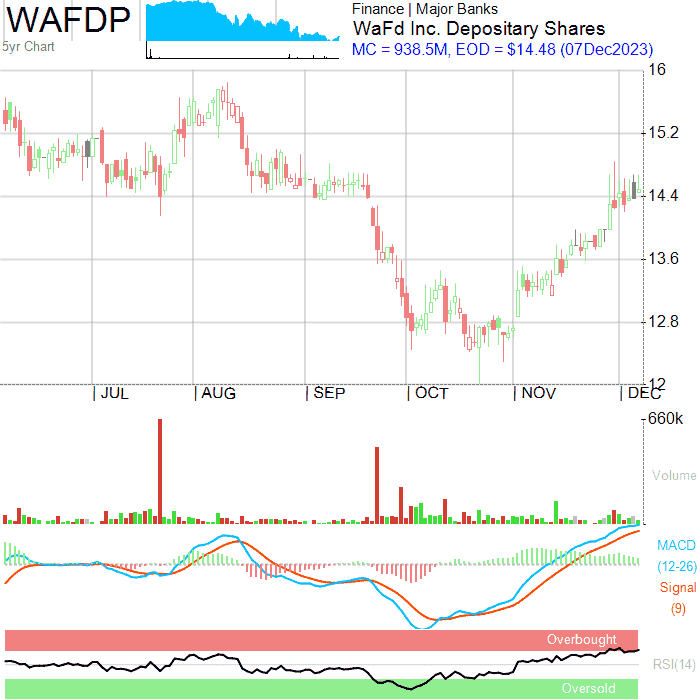 WAFDP
5yr Chart
Finance | Major Banks
WaFd Inc. Depositary Shares
MC = 938.5M, EOD = $14.48 (07Dec2023)
16
15.2
14.4
13.6
12.8
12
JUL
AUG
SEP
OCT
NOV
DEC
660k
Volume
MACD
(12-26)
Signal
(9)
Overbought
RSI(14)
Oversold